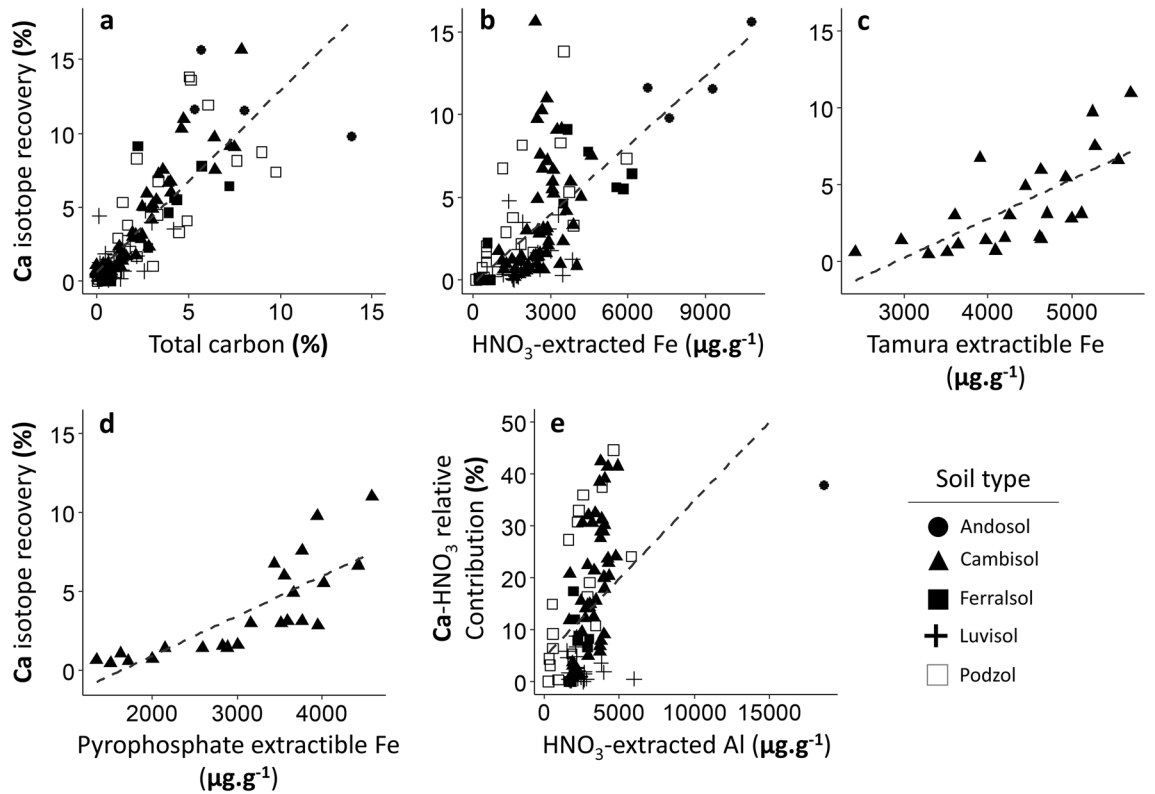 a
Ca isotope recovery (%)
15
10
5
0
0
5
10
15
Total carbon (%)
b
15
10
5
0
0
3000
6000
9000
HNO₃-extracted Fe (µg.g⁻¹)
c
15
10
5
0
3000
4000
5000
Tamura extractible Fe
(µg.g⁻¹)
d
Ca isotope recovery (%)
15
10
5
0
2000
3000
4000
Pyrophosphate extractible Fe
(µg.g⁻¹)
e
Ca-HNO₃ relative
Contribution (%)
50
40
30
20
10
0
0
5000
10000
15000
HNO₃-extracted Al (µg.g⁻¹)
Soil type
Andosol
Cambisol
Ferralsol
Luvisol
Podzol